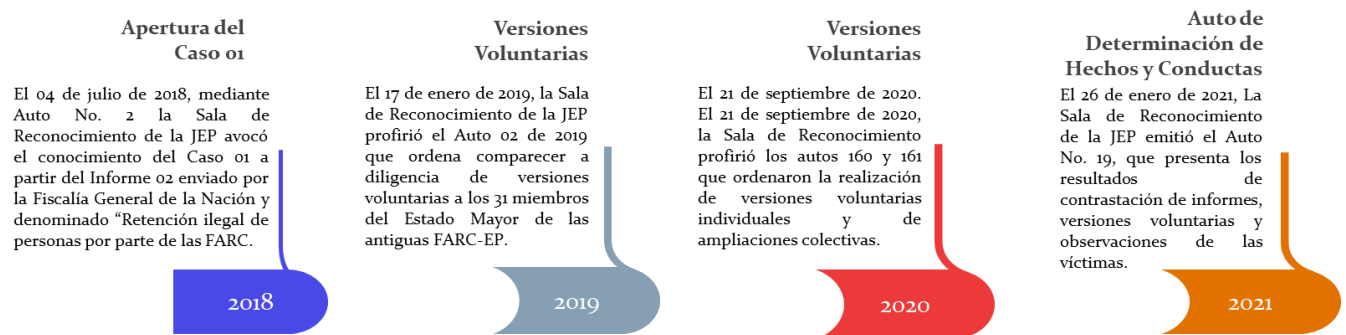 Apertura del
Caso 01
El 04 de julio de 2018, mediante
Auto No. 2 la Sala de
Reconocimiento de la JEP avocó
el conocimiento del Caso 01 a
partir del Informe 02 enviado por
la Fiscalía General de la Nación y
denominado “Retención ilegal de
personas por parte de las FARC.
2018
Versiones
Voluntarias
El 17 de enero de 2019, la Sala
de Reconocimiento de la JEP
profirió el Auto 02 de 2019
que ordena comparecer a
diligencia de versiones
voluntarias a los 31 miembros
del Estado Mayor de las
antiguas FARC-EP.
2019
Versiones
Voluntarias
El 21 de septiembre de 2020.
El 21 de septiembre de 2020,
la Sala de Reconocimiento
profirió los autos 160 y 161
que ordenaron la realización
de versiones voluntarias
individuales y de
ampliaciones colectivas.
2020
Auto de
Determinación de
Hechos y Conductas
El 26 de enero de 2021, La
Sala de Reconocimiento
de la JEP emitió el Auto
No. 19, que presenta los
resultados de
contrastación de informes,
versiones voluntarias y
observaciones de las
víctimas.
2021